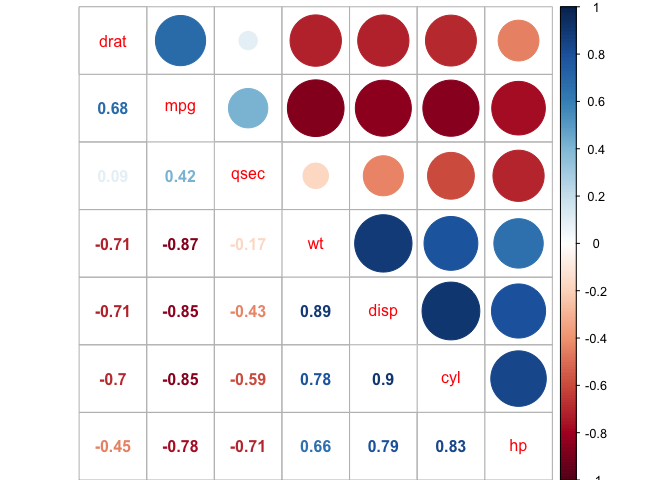 drat
0.68 mpg
0.09 0.42 qsec
-0.71 -0.87 -0.17 wt
-0.71 -0.85 -0.43 0.89 disp
-0.7 -0.85 -0.59 0.78 0.9 cyl
-0.45 -0.78 -0.71 0.66 0.79 0.83 hp
1
0.8
0.6
0.4
0.2
0
-0.2
-0.4
-0.6
-0.8
-1